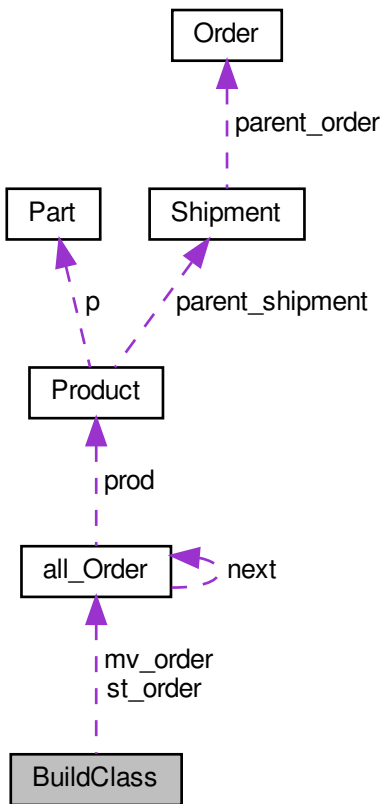 Order
parent_order
Part
Shipment
p
parent_shipment
Product
prod
all_Order
next
mv_order
st_order
BuildClass